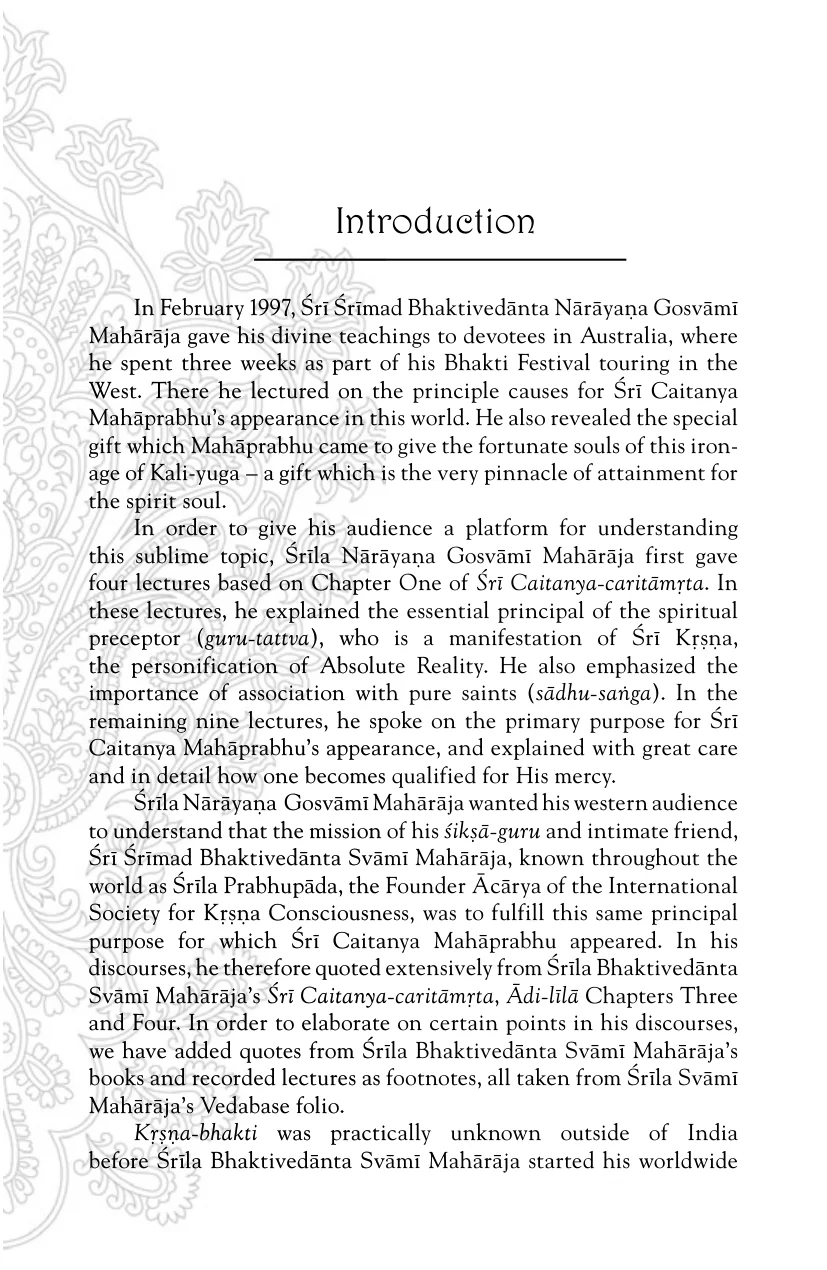 Introduction
In February 1997, Śrī Śrīmad Bhaktivedānta Nārāyaṇa Gosvāmī
Mahārāja gave his divine teachings to devotees in Australia, where
he spent three weeks as part of his Bhakti Festival touring in the
West. There he lectured on the principle causes for Śrī Caitanya
Mahāprabhu’s appearance in this world. He also revealed the special
gift which Mahāprabhu came to give the fortunate souls of this iron-
age of Kali-yuga – a gift which is the very pinnacle of attainment for
the spirit soul.
In order to give his audience a platform for understanding
this sublime topic, Śrīla Nārāyaṇa Gosvāmī Mahārāja first gave
four lectures based on Chapter One of Śrī Caitanya-caritāmṛta. In
these lectures, he explained the essential principal of the spiritual
preceptor (guru-tattva), who is a manifestation of Śrī Kṛṣṇa,
the personification of Absolute Reality. He also emphasized the
importance of association with pure saints (sādhu-saṅga). In the
remaining nine lectures, he spoke on the primary purpose for Śrī
Caitanya Mahāprabhu’s appearance, and explained with great care
and in detail how one becomes qualified for His mercy.
Śrīla Nārāyaṇa Gosvāmī Mahārāja wanted his western audience
to understand that the mission of his śikṣā-guru and intimate friend,
Śrī Śrīmad Bhaktivedānta Svāmī Mahārāja, known throughout the
world as Śrīla Prabhupāda, the Founder Ācārya of the International
Society for Kṛṣṇa Consciousness, was to fulfill this same principal
purpose for which Śrī Caitanya Mahāprabhu appeared. In his
discourses, he therefore quoted extensively from Śrīla Bhaktivedānta
Svāmī Mahārāja’s Śrī Caitanya-caritāmṛta, Ādi-līlā Chapters Three
and Four. In order to elaborate on certain points in his discourses,
we have added quotes from Śrīla Bhaktivedānta Svāmī Mahārāja’s
books and recorded lectures as footnotes, all taken from Śrīla Svāmī
Mahārāja’s Vedabase folio.
Kṛṣṇa-bhakti was practically unknown outside of India
before Śrīla Bhaktivedānta Svāmī Mahārāja started his worldwide